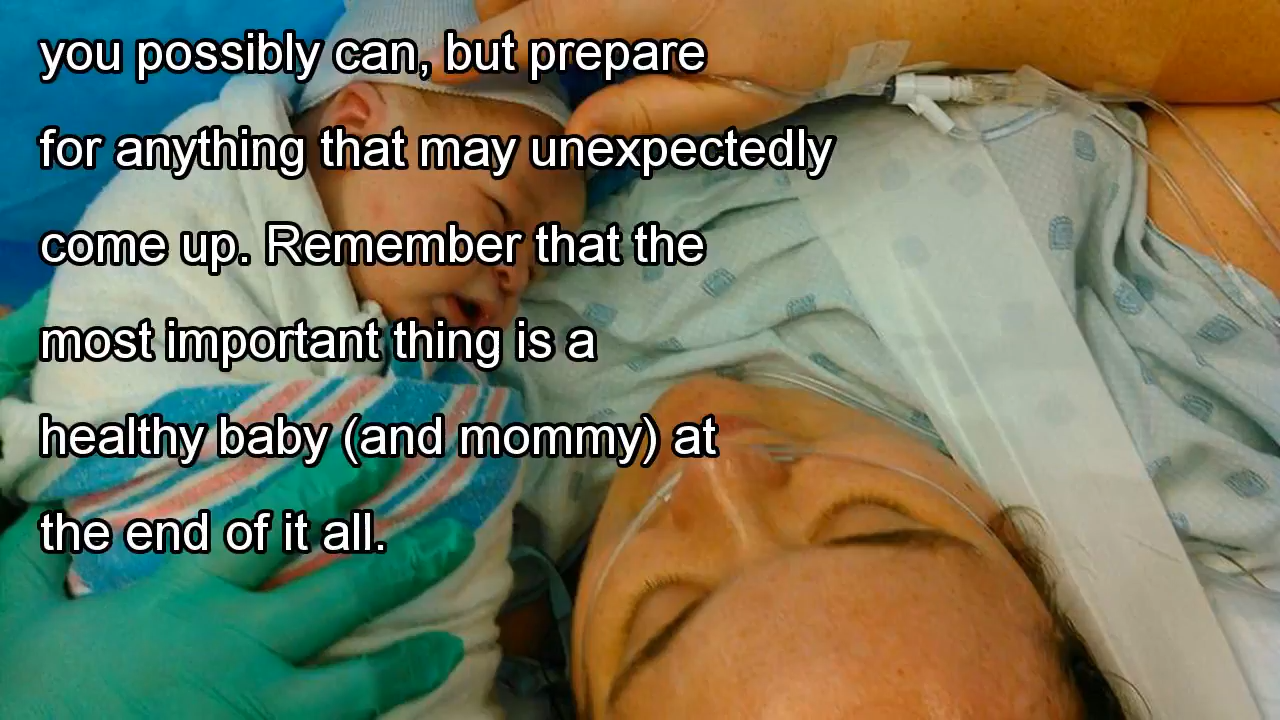 you possibly can, but prepare
for anything that may unexpectedly
come up. Remember that the
most important thing is a
healthy baby (and mommy) at
the end of it all.